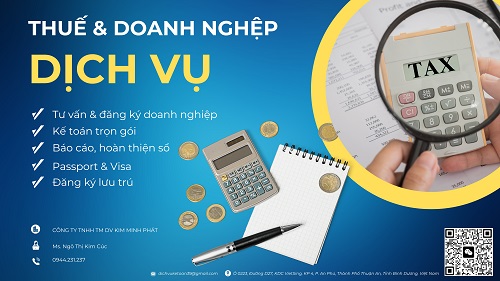 THUẾ & DOANH NGHỆP
DỊCH VỤ
Tư vấn & đăng ký doanh nghiệp
Kế toán trọn gói
Báo cáo, hoàn thiện sổ
Passport & Visa
Đăng ký lưu trú
CÔNG TY TNHH TM DV KIM MINH PHÁT
Ms. Ngô Thị Kim Cúc
0944.231.237
TAX